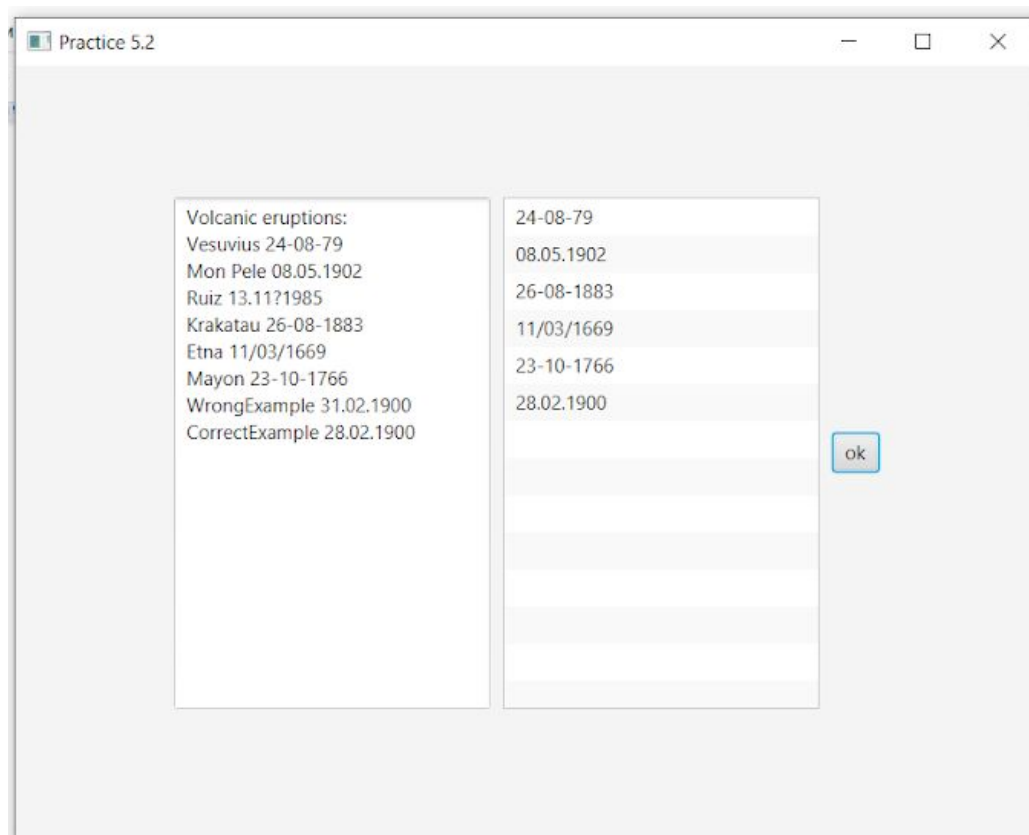 Practice 5.2
Volcanic eruptions:
Vesuvius 24-08-79
Mon Pele 08.05.1902
Ruiz 13.11?1985
Krakatau 26-08-1883
Etna 11/03/1669
Mayon 23-10-1766
WrongExample 31.02.1900
CorrectExample 28.02.1900
24-08-79
08.05.1902
26-08-1883
11/03/1669
23-10-1766
28.02.1900
ok